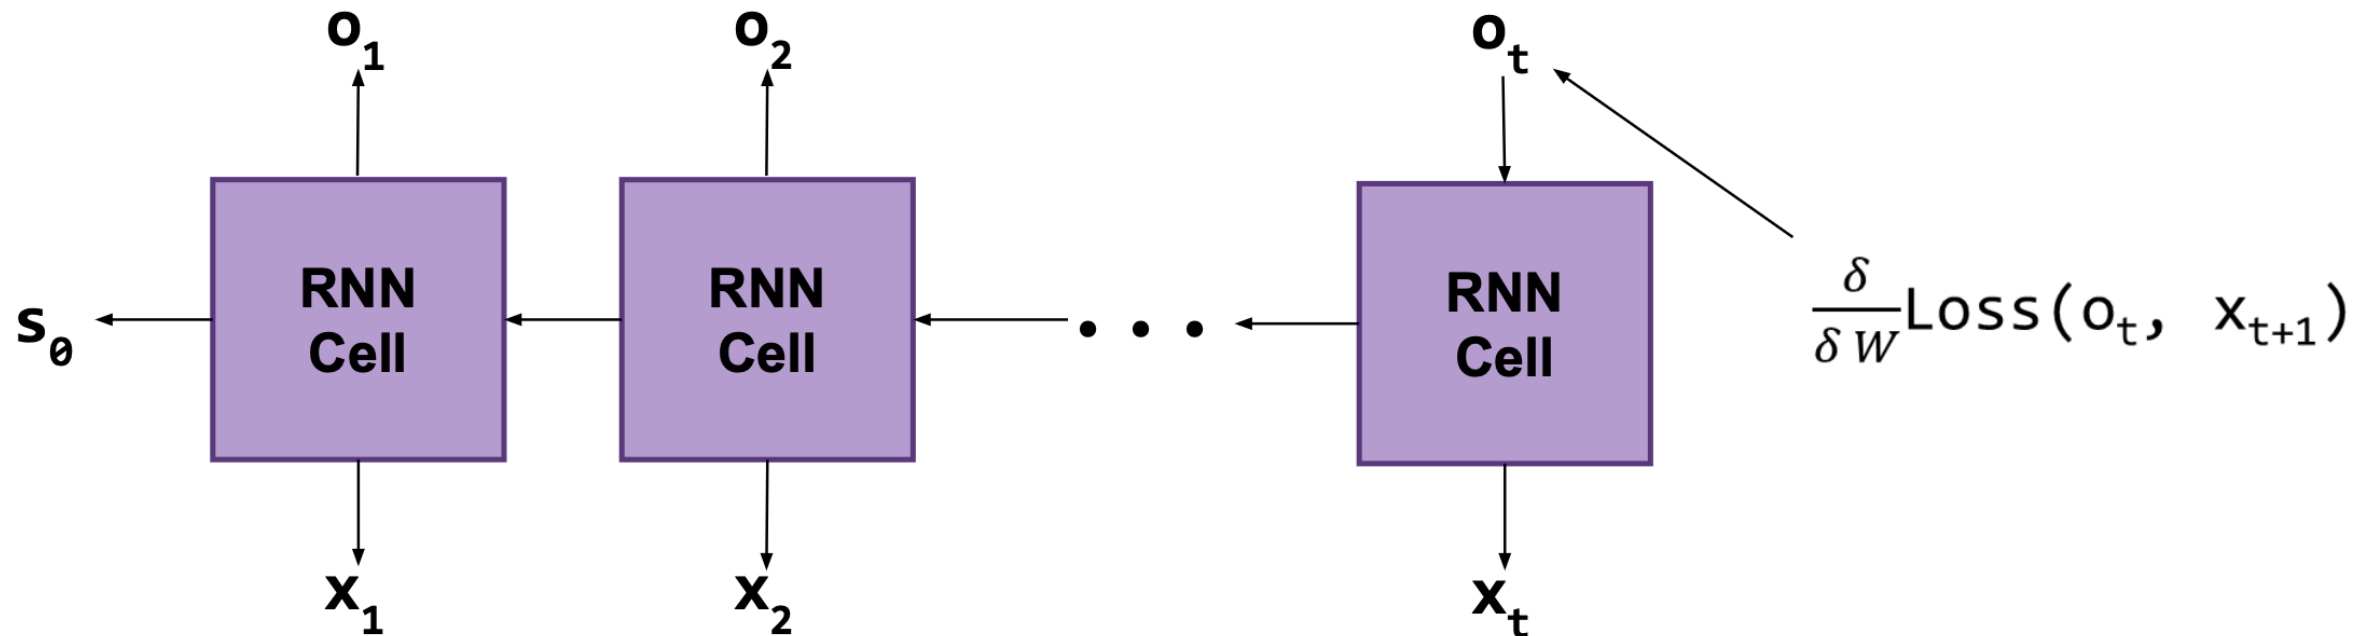 o₁ o₂ oₜ
RNN Cell
RNN Cell
RNN Cell
s₀
δ/δW Loss(oₜ, xₜ₊₁)
x₁ x₂ xₜ